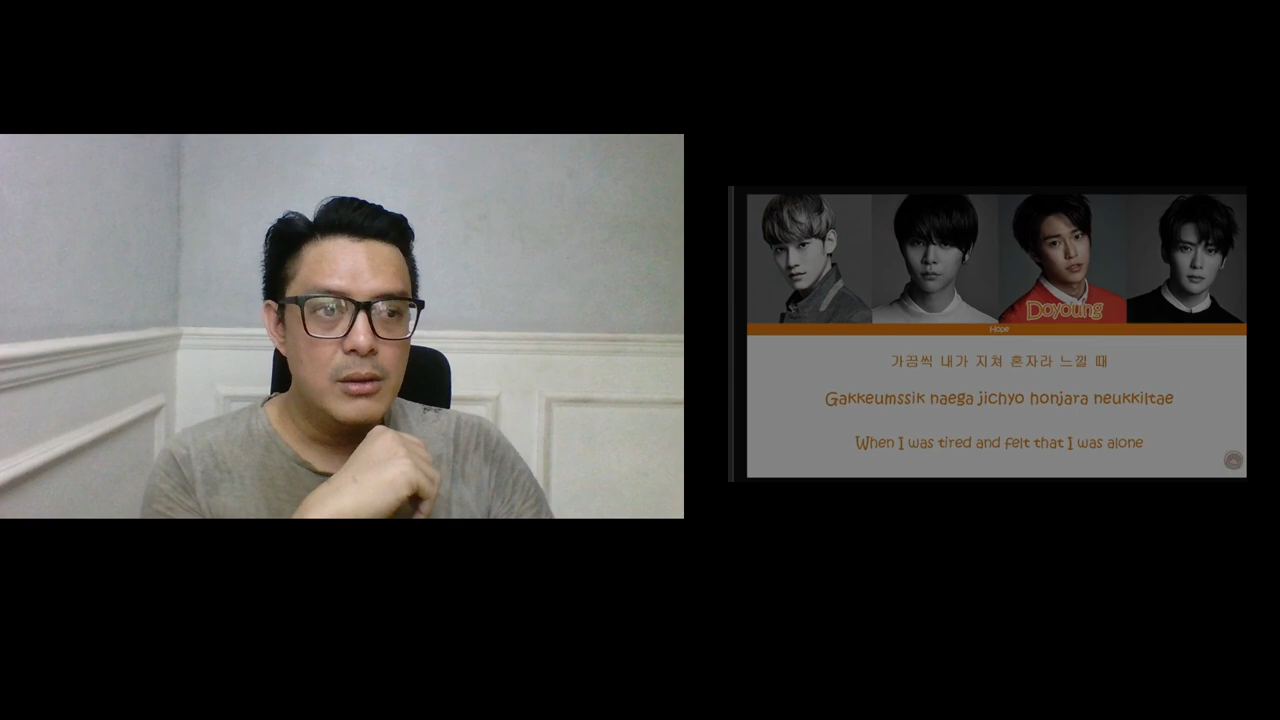 Doyoung
Hope
가끔씩 내가 지쳐 혼자라 느낄 때
Gakkeumssik naega jichyo honjara neukkiltae
When I was tired and felt that I was alone